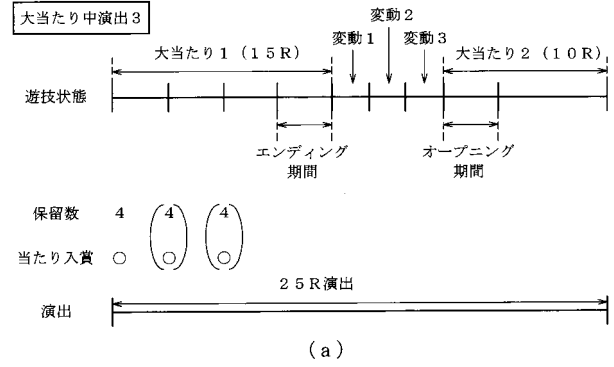 大当たり中演出３
変動２
変動１ 変動３
大当たり１（１５Ｒ） 大当たり２（１０Ｒ）
遊技状態
エンディング期間 オープニング期間
保留数 ４ （４） （４）
当たり入賞 ○ （○） （○）
２５Ｒ演出
演出
（ａ）